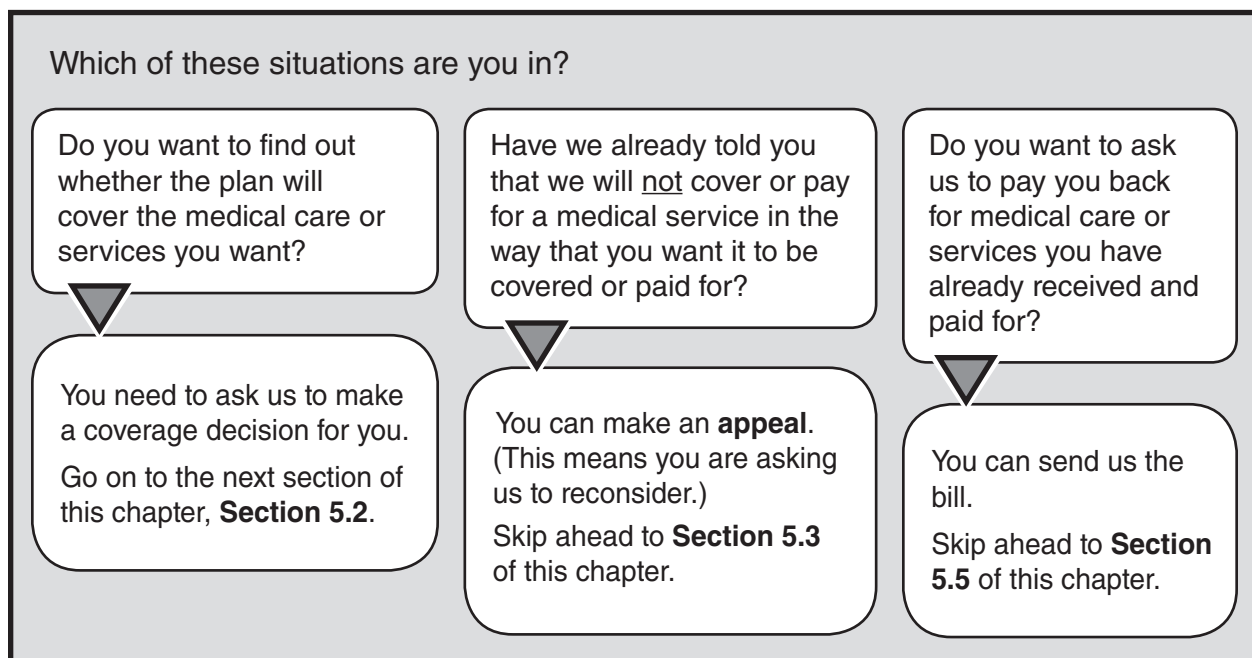 Which of these situations are you in?
Do you want to find out
whether the plan will
cover the medical care or
services you want?
You need to ask us to make
a coverage decision for you.
Go on to the next section of
this chapter, Section 5.2.
Have we already told you
that we will not cover or pay
for a medical service in the
way that you want it to be
covered or paid for?
You can make an appeal.
(This means you are asking
us to reconsider.)
Skip ahead to Section 5.3
of this chapter.
Do you want to ask
us to pay you back
for medical care or
services you have
already received and
paid for?
You can send us the
bill.
Skip ahead to Section
5.5 of this chapter.